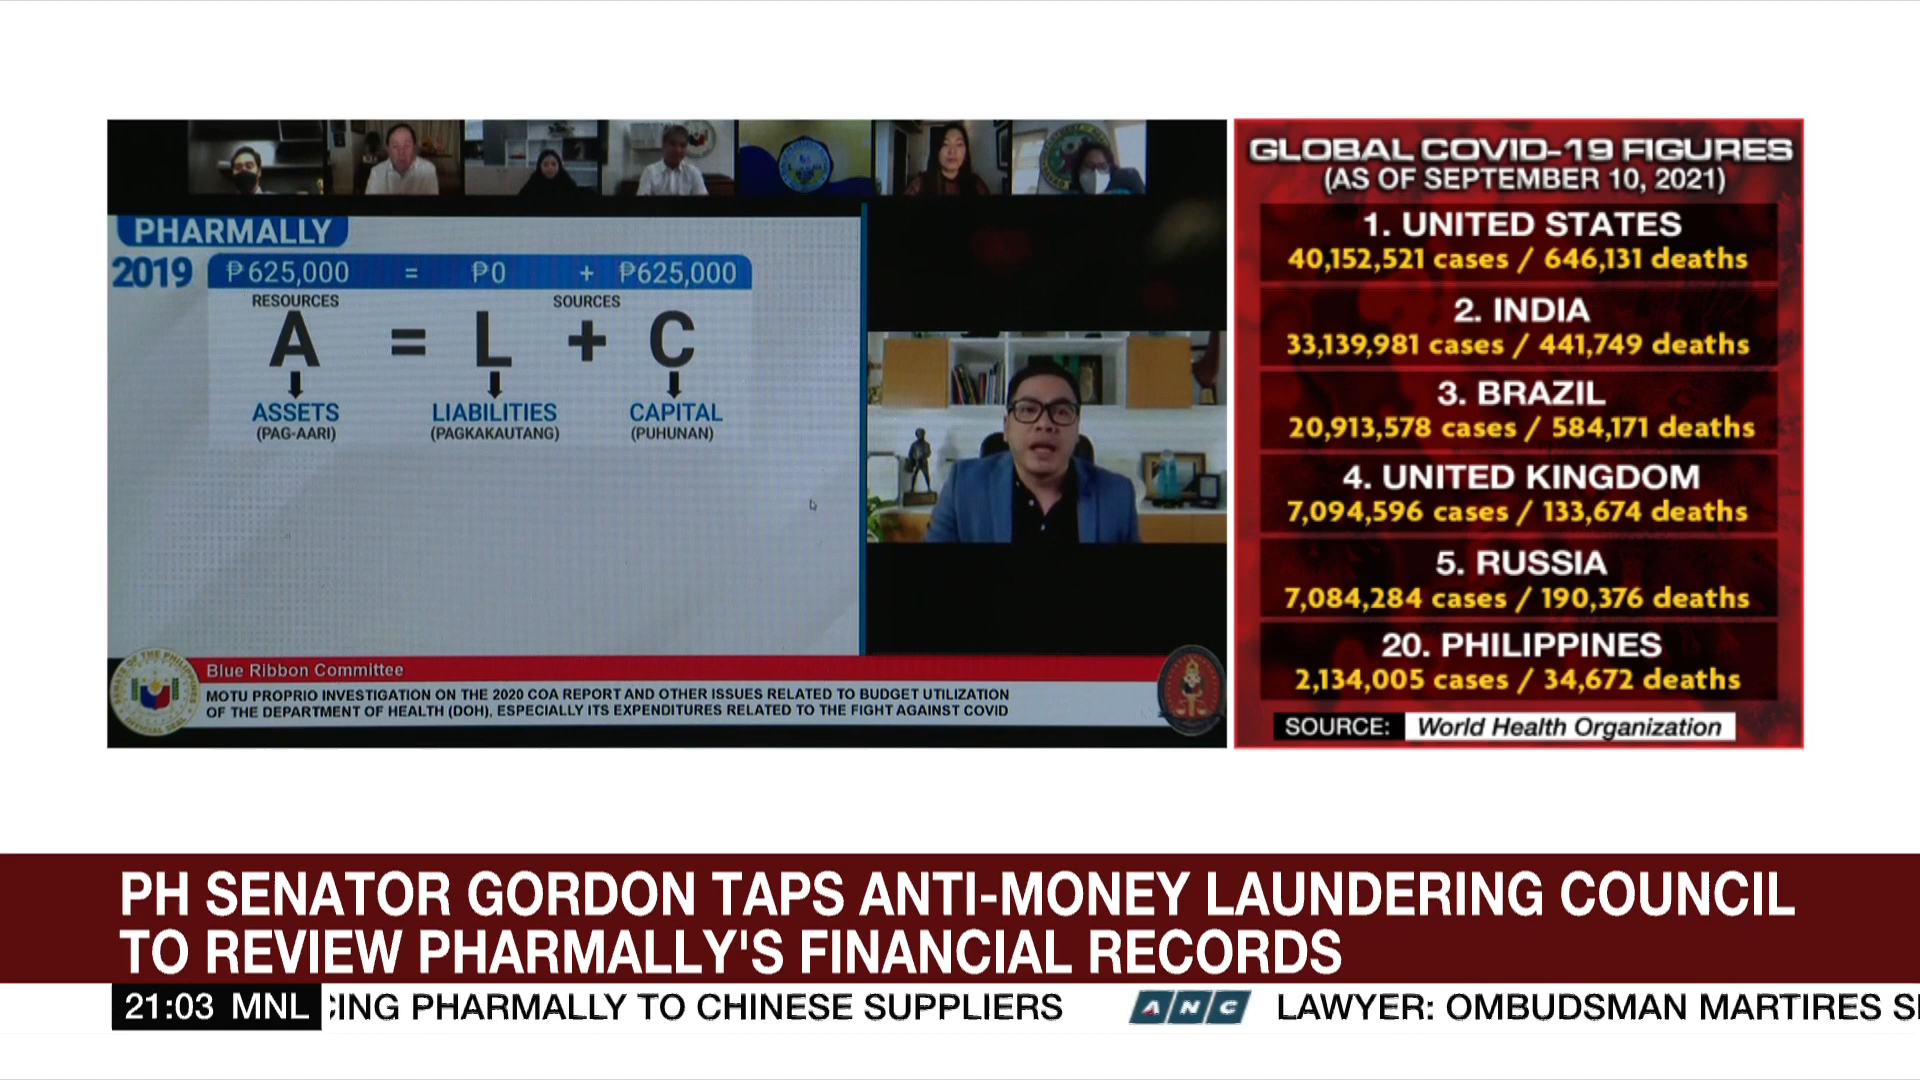 PHARMALLY
2019 ₱625,000 = ₱0 + ₱625,000
RESOURCES SOURCES
A = L + C
ASSETS LIABILITIES CAPITAL
(PAG-AARI) (PAGKAKAUTANG) (PUHUNAN)
Blue Ribbon Committee
MOTU PROPRIO INVESTIGATION ON THE 2020 COA REPORT AND OTHER ISSUES RELATED TO BUDGET UTILIZATION
OF THE DEPARTMENT OF HEALTH (DOH), ESPECIALLY ITS EXPENDITURES RELATED TO THE FIGHT AGAINST COVID
GLOBAL COVID-19 FIGURES
(AS OF SEPTEMBER 10, 2021)
1. UNITED STATES
40,152,521 cases / 646,131 deaths
2. INDIA
33,139,981 cases / 441,749 deaths
3. BRAZIL
20,913,578 cases / 584,171 deaths
4. UNITED KINGDOM
7,094,596 cases / 133,674 deaths
5. RUSSIA
7,084,284 cases / 190,376 deaths
20. PHILIPPINES
2,134,005 cases / 34,672 deaths
SOURCE: World Health Organization
PH SENATOR GORDON TAPS ANTI-MONEY LAUNDERING COUNCIL
TO REVIEW PHARMALLY'S FINANCIAL RECORDS
21:03 MNL CING PHARMALLY TO CHINESE SUPPLIERS ANC LAWYER: OMBUDSMAN MARTIRES